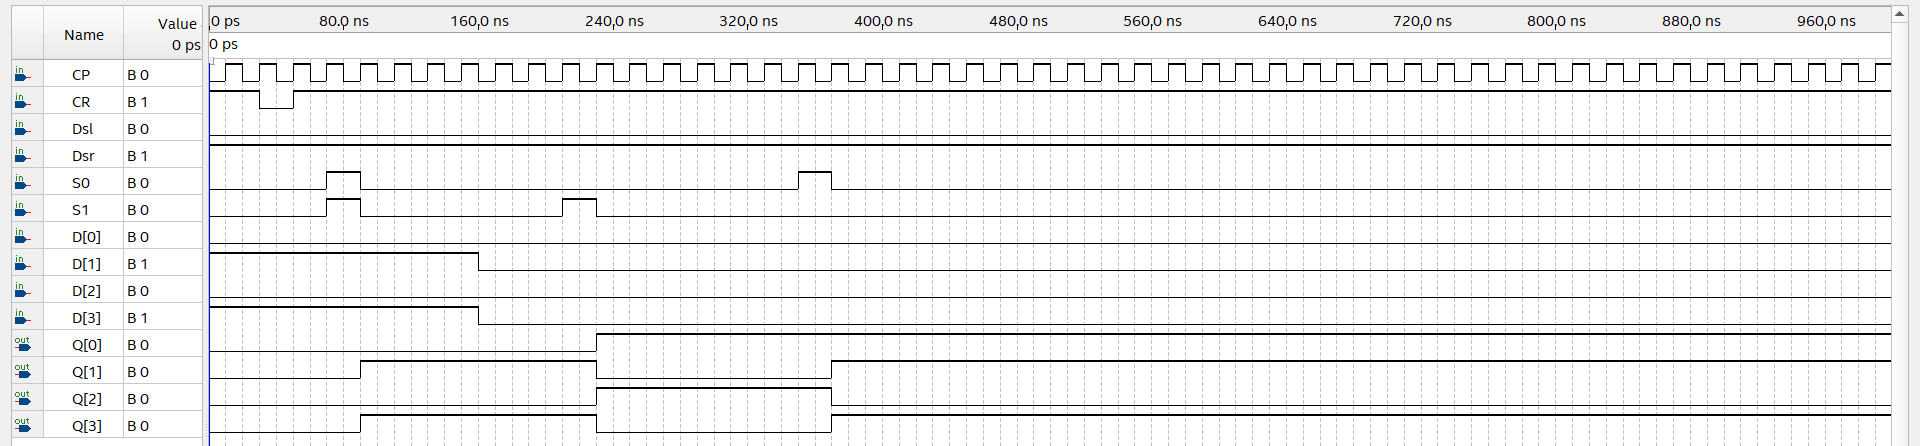 Name Value 0 ps 80.0 ns 160.0 ns 240.0 ns 320.0 ns 400.0 ns 480.0 ns 560.0 ns 640.0 ns 720.0 ns 800.0 ns 880.0 ns 960.0 ns
0 ps 0 ps
in CP B 0
in CR B 1
in Dsl B 0
in Dsr B 1
in S0 B 0
in S1 B 0
in D[0] B 0
in D[1] B 1
in D[2] B 0
in D[3] B 1
out Q[0] B 0
out Q[1] B 0
out Q[2] B 0
out Q[3] B 0